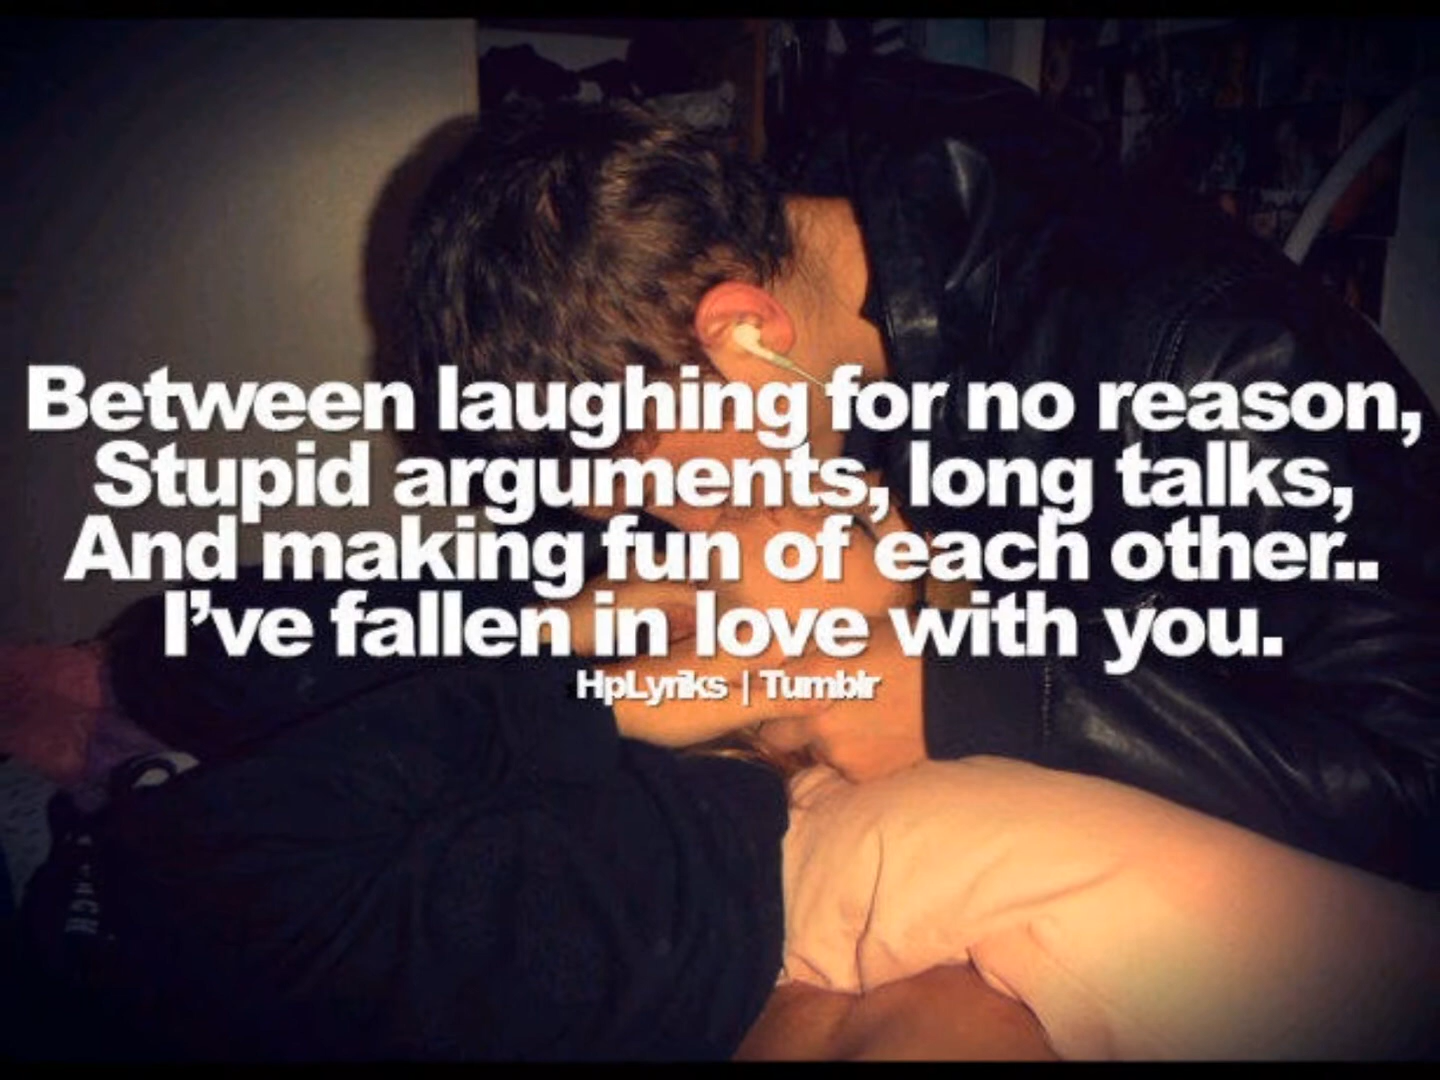 Between laughing for no reason,
Stupid arguments, long talks,
And making fun of each other..
I've fallen in love with you.
HpLyriks | Tumblr